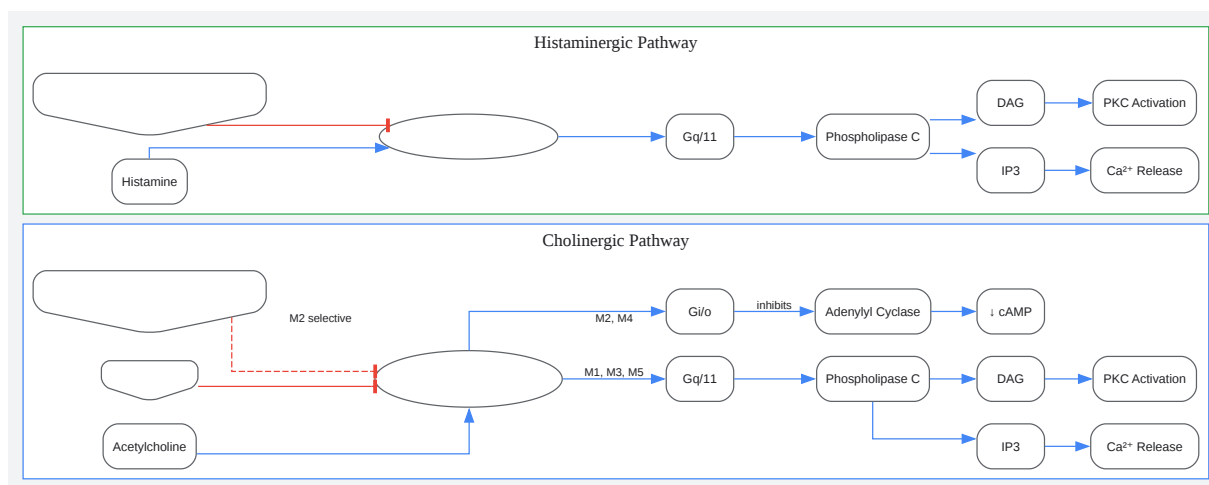 Histaminergic Pathway
DAG
PKC Activation
Gq/11
Phospholipase C
Histamine
IP3
Ca²⁺ Release
Cholinergic Pathway
M2 selective
M2, M4
Gi/o
inhibits
Adenylyl Cyclase
↓ cAMP
M1, M3, M5
Gq/11
Phospholipase C
DAG
PKC Activation
Acetylcholine
IP3
Ca²⁺ Release